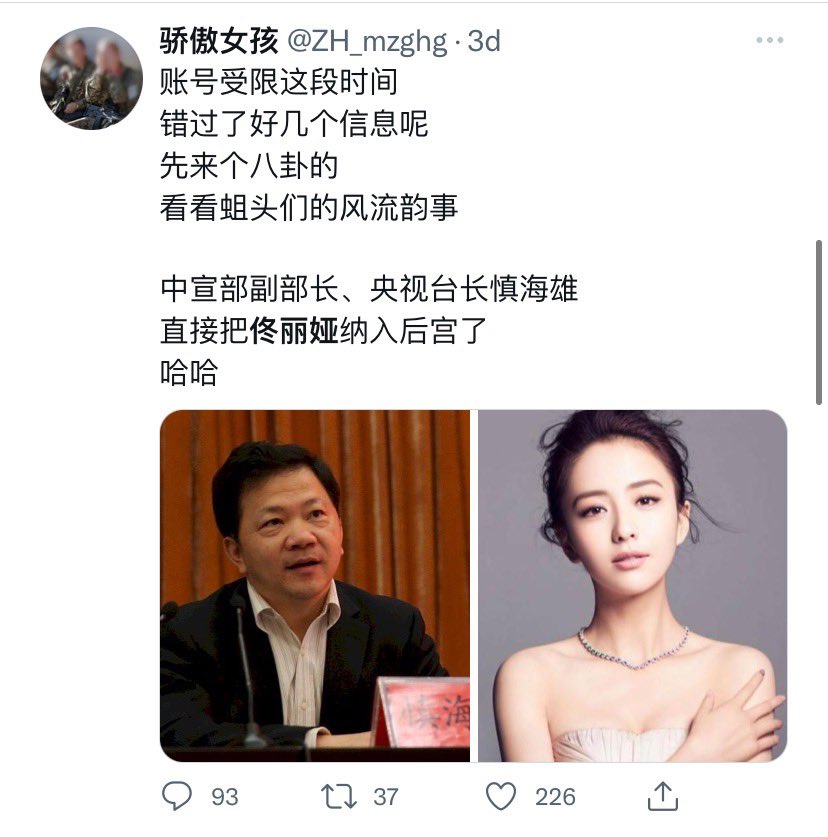 骄傲女孩 @ZH_mzghg · 3d
账号受限这段时间
错过了好几个信息呢
先来个八卦的
看看蛆头们的风流韵事
中宣部副部长、央视台长慎海雄
直接把佟丽娅纳入后宫了
哈哈
慎海
93 37 226